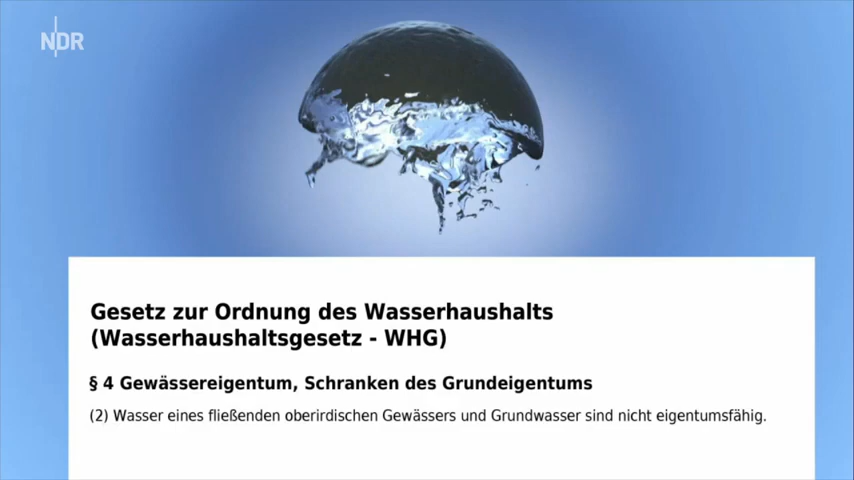 NDR
Gesetz zur Ordnung des Wasserhaushalts
(Wasserhaushaltsgesetz - WHG)
§ 4 Gewässereigentum, Schranken des Grundeigentums
(2) Wasser eines fließenden oberirdischen Gewässers und Grundwasser sind nicht eigentumsfähig.